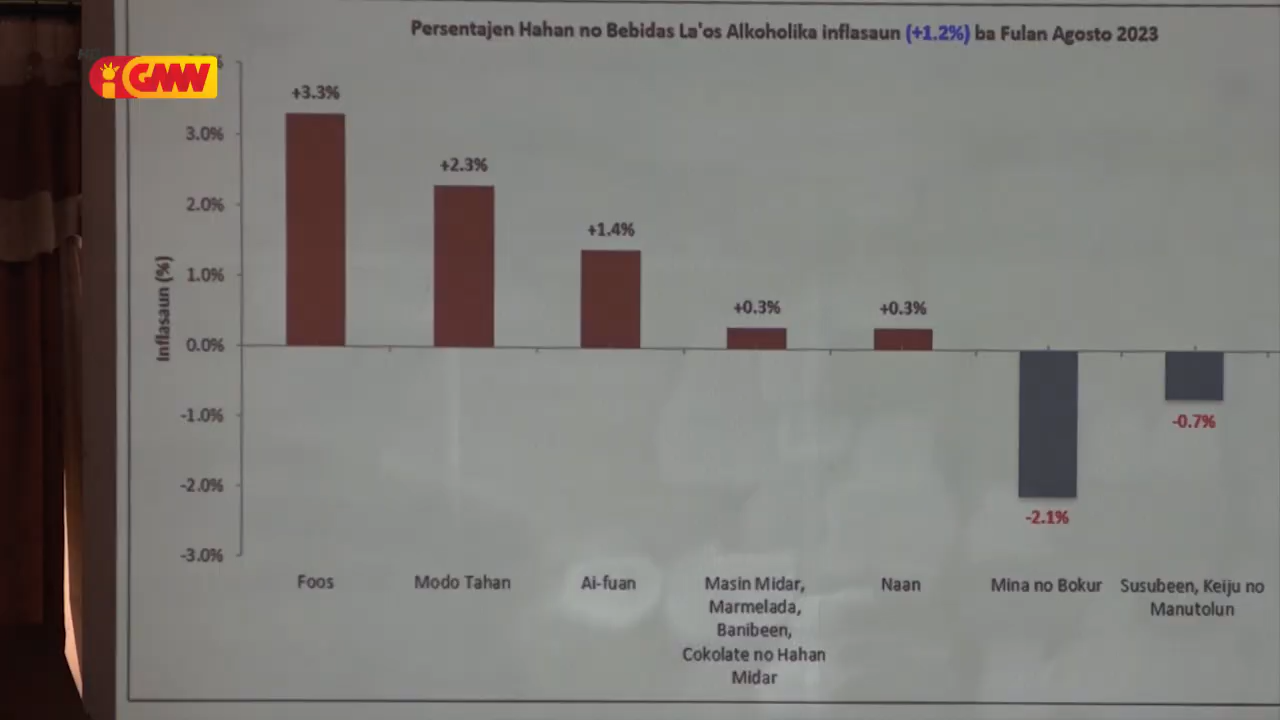 Persentajen Hahan no Bebidas La'os Alkoholika inflasaun (+1.2%) ba Fulan Agosto 2023
GMW
+3.3%
3.0%
+2.3%
2.0%
+1.4%
1.0%
+0.3%
+0.3%
0.0%
-1.0%
-0.7%
-2.0%
-2.1%
-3.0%
Inflasaun (%)
Foos
Modo Tahan
Ai-fuan
Masin Midar,
Marmelada,
Banibeen,
Cokolate no Hahan
Midar
Naan
Mina no Bokur
Susubeen, Keiju no
Manutolun